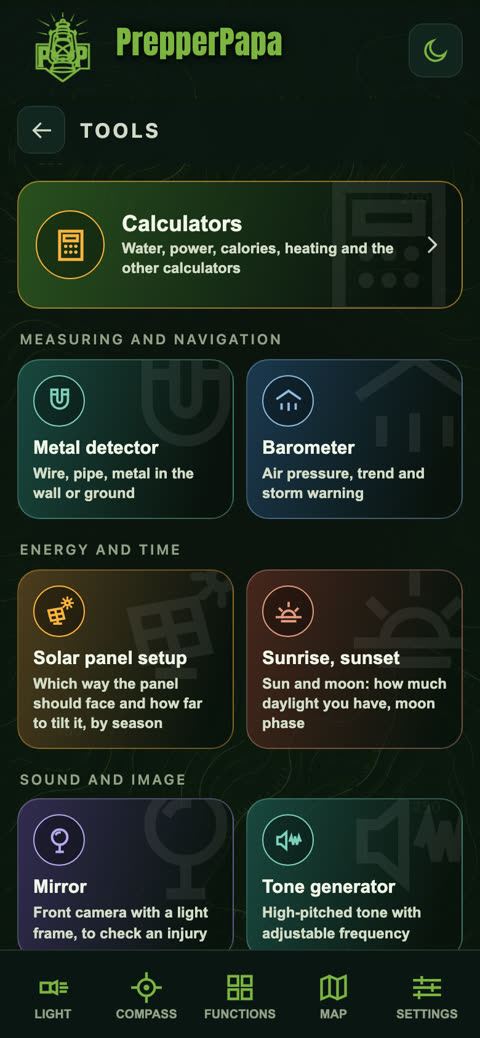 PP
PrepperPapa
TOOLS
Calculators
Water, power, calories, heating and the
other calculators
MEASURING AND NAVIGATION
Metal detector
Wire, pipe, metal in the
wall or ground
Barometer
Air pressure, trend and
storm warning
ENERGY AND TIME
Solar panel setup
Which way the panel
should face and how far
to tilt it, by season
Sunrise, sunset
Sun and moon: how much
daylight you have, moon
phase
SOUND AND IMAGE
Mirror
Front camera with a light
frame, to check an injury
Tone generator
High-pitched tone with
adjustable frequency
LIGHT
COMPASS
FUNCTIONS
MAP
SETTINGS